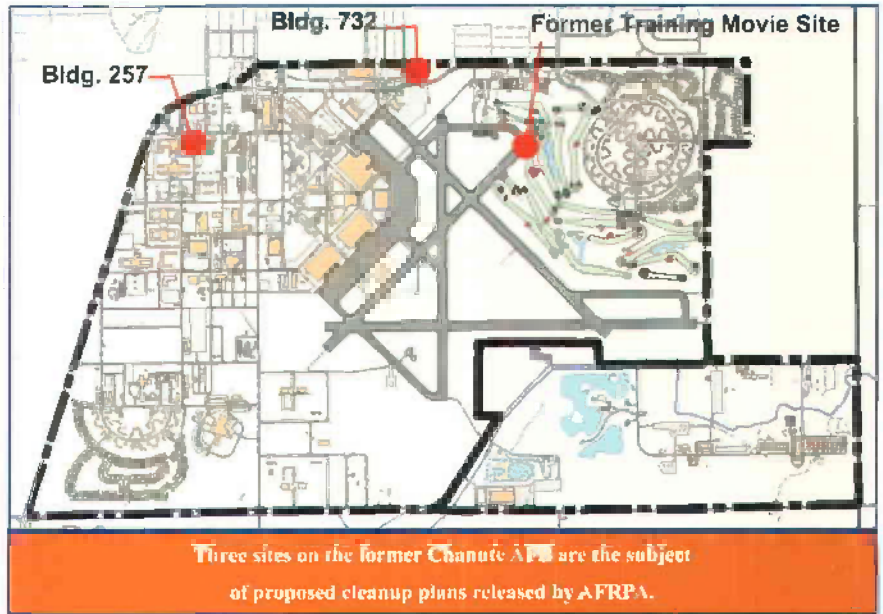 Bldg. 732
Former Training Movie Site
Bldg. 257
Three sites on the former Chanute AFB are the subject
of proposed cleanup plans released by AFRPA.